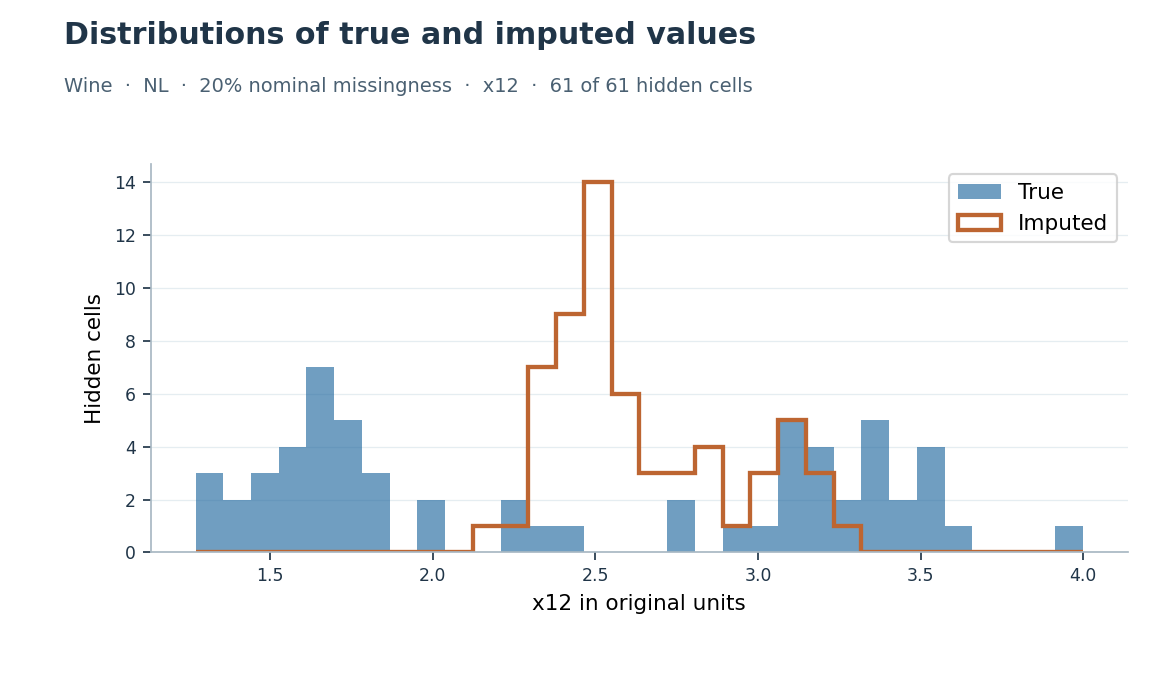 Distributions of true and imputed values
Wine · NL · 20% nominal missingness · x12 · 61 of 61 hidden cells
14
12
10
8
6
4
2
0
Hidden cells
True
Imputed
1.5 2.0 2.5 3.0 3.5 4.0
x12 in original units